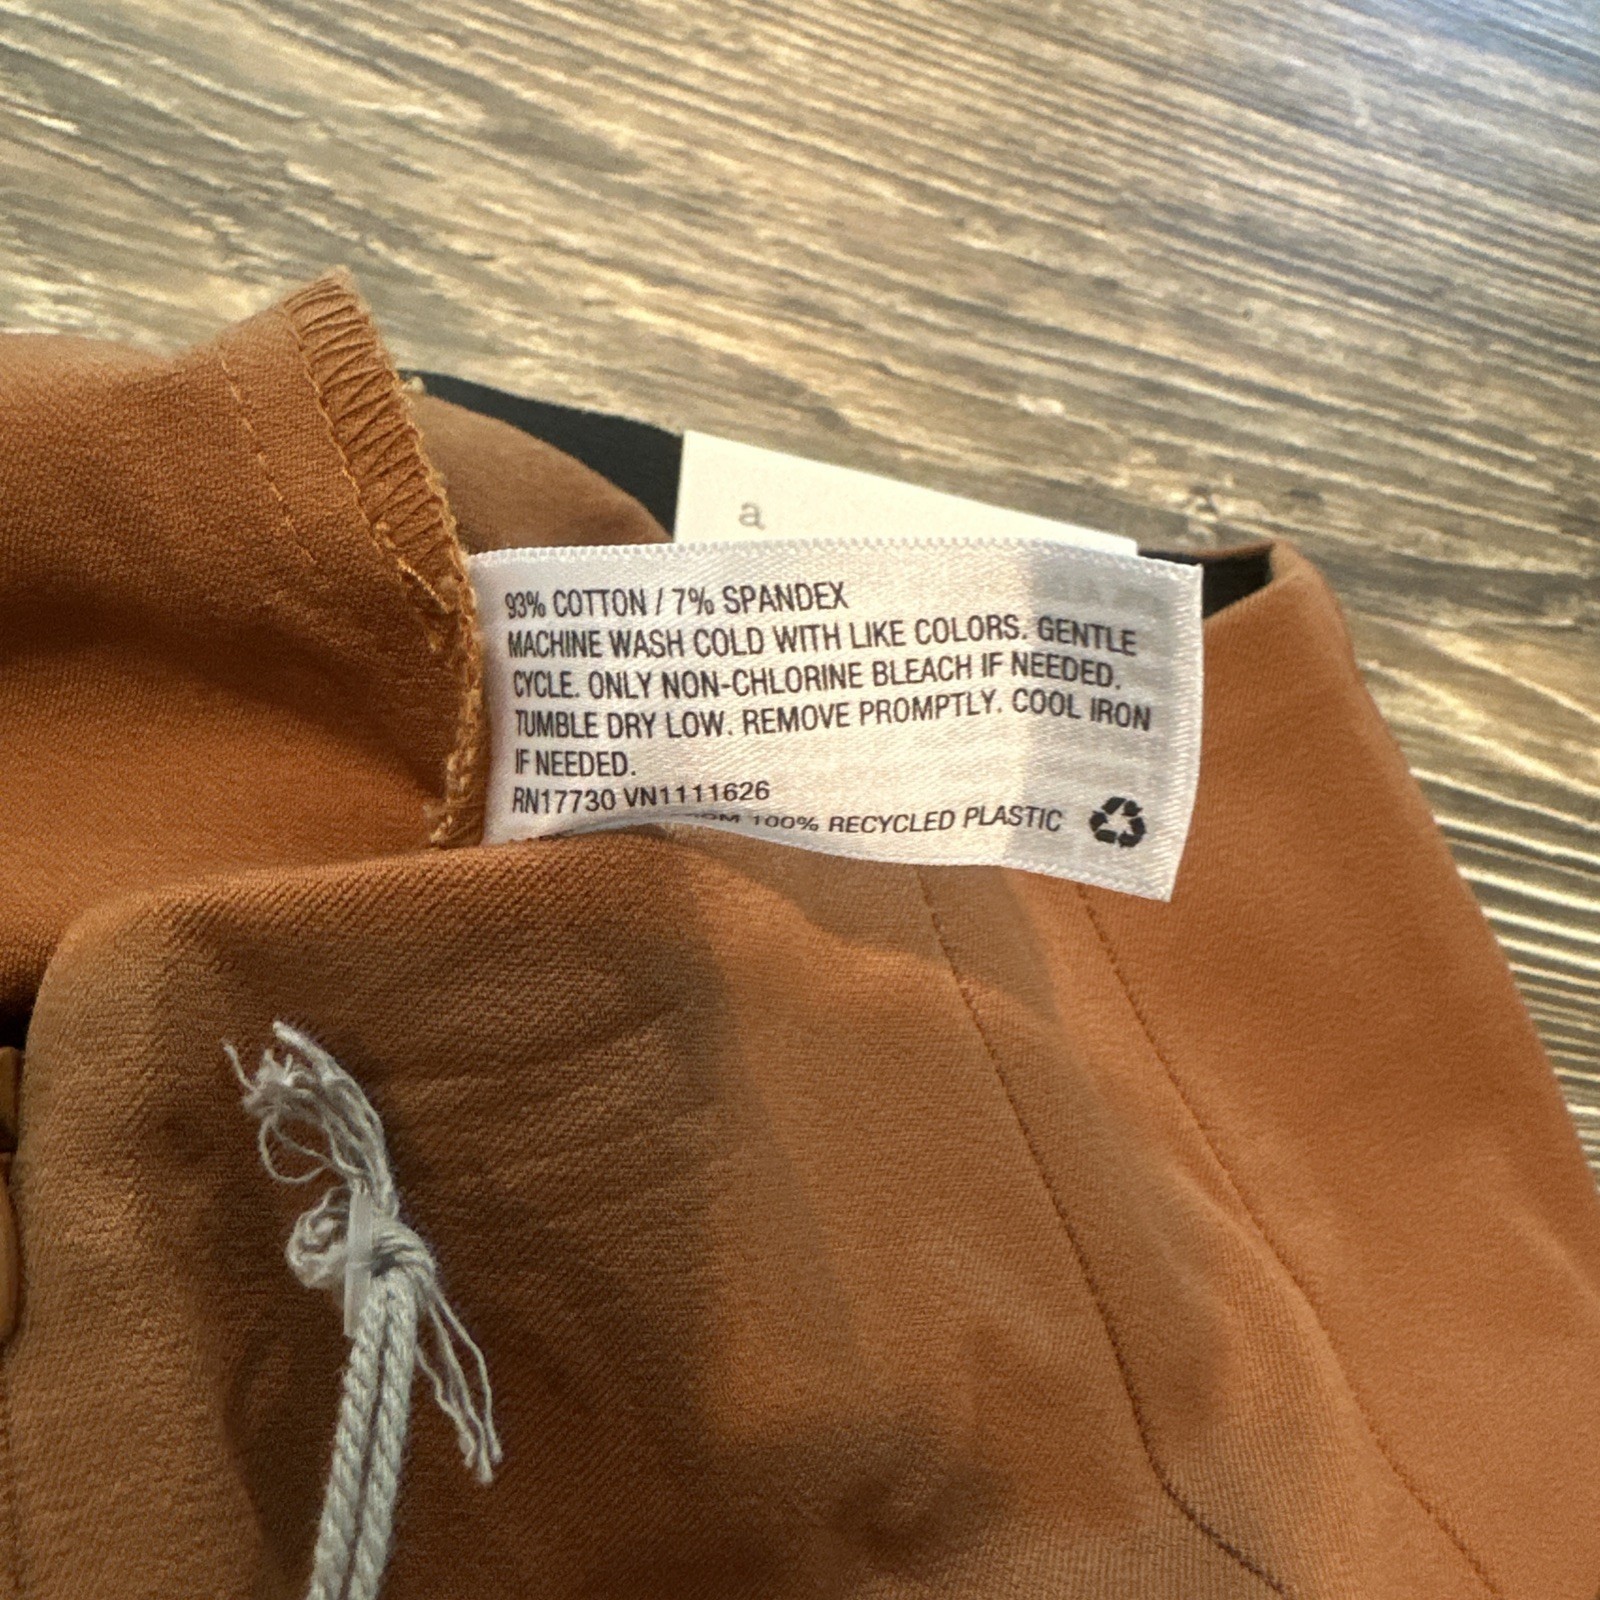 a
93% COTTON / 7% SPANDEX
MACHINE WASH COLD WITH LIKE COLORS. GENTLE
CYCLE. ONLY NON-CHLORINE BLEACH IF NEEDED.
TUMBLE DRY LOW. REMOVE PROMPTLY. COOL IRON
IF NEEDED.
RN17730 VN1111626
100% RECYCLED PLASTIC